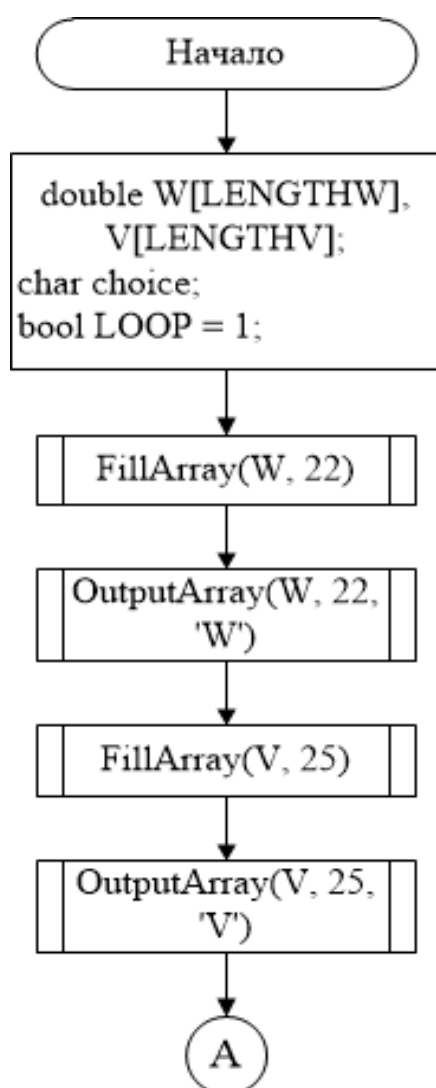 Начало
double W[LENGTHW],
V[LENGTHV];
char choice;
bool LOOP = 1;
FillArray(W, 22)
OutputArray(W, 22,
'W')
FillArray(V, 25)
OutputArray(V, 25,
'V')
A